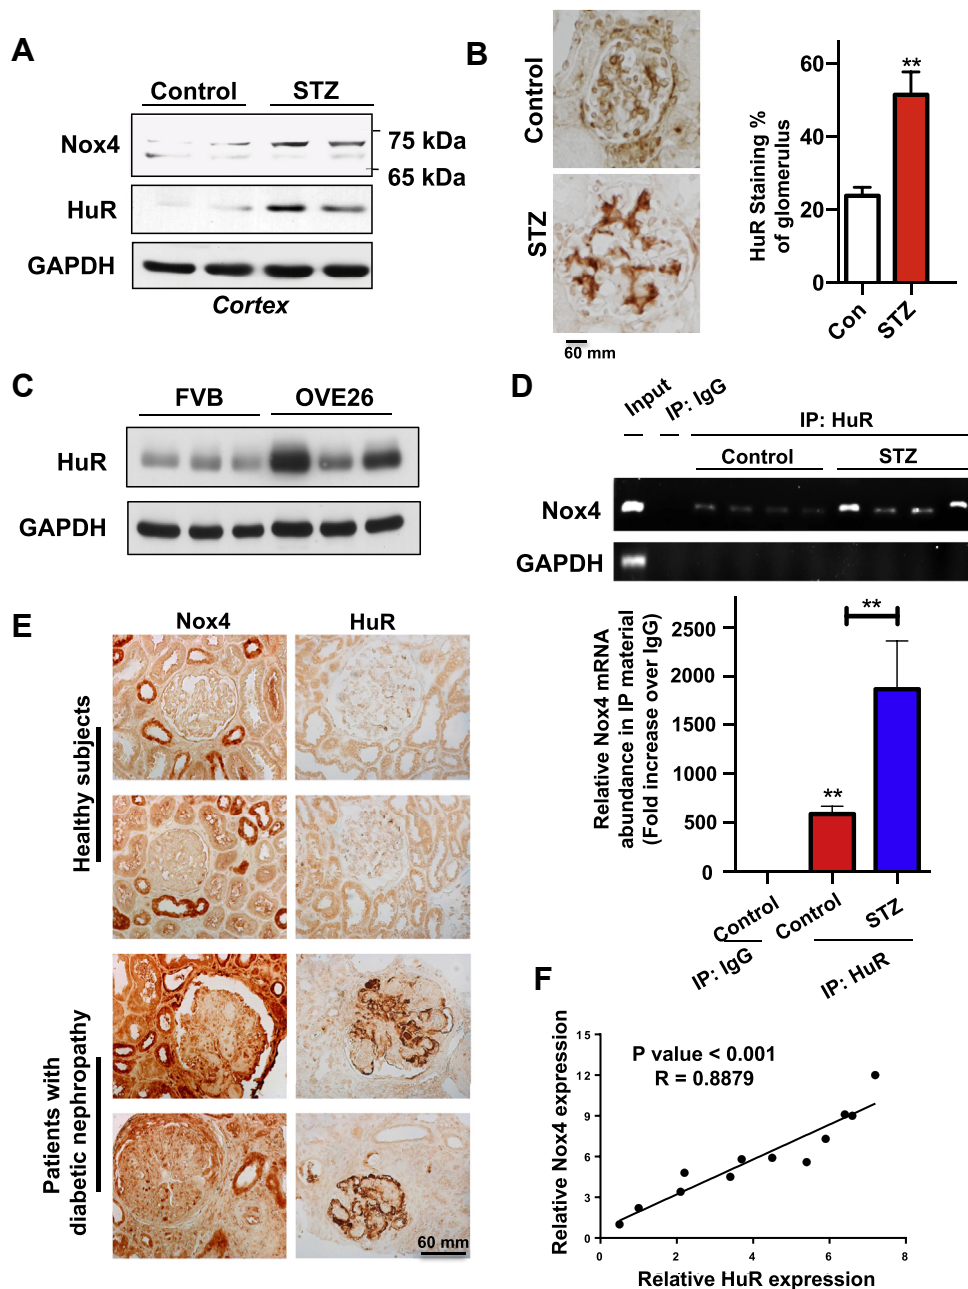 A
Control STZ
Nox4
75 kDa
65 kDa
HuR
GAPDH
Cortex
B
Control
STZ
60 mm
HuR Staining %
of glomerulus
60
40
20
0
**
Con
STZ
C
FVB OVE26
HuR
GAPDH
D
Input
IP: IgG
IP: HuR
Control STZ
Nox4
GAPDH
Relative Nox4 mRNA
abundance in IP material
(Fold increase over IgG)
2500
2000
1500
1000
500
0
**
**
Control
Control
STZ
IP: IgG
IP: HuR
E
Nox4 HuR
Healthy subjects
Patients with
diabetic nephropathy
60 mm
F
Relative Nox4 expression
15
12
9
6
3
0
P value < 0.001
R = 0.8879
0 2 4 6 8
Relative HuR expression